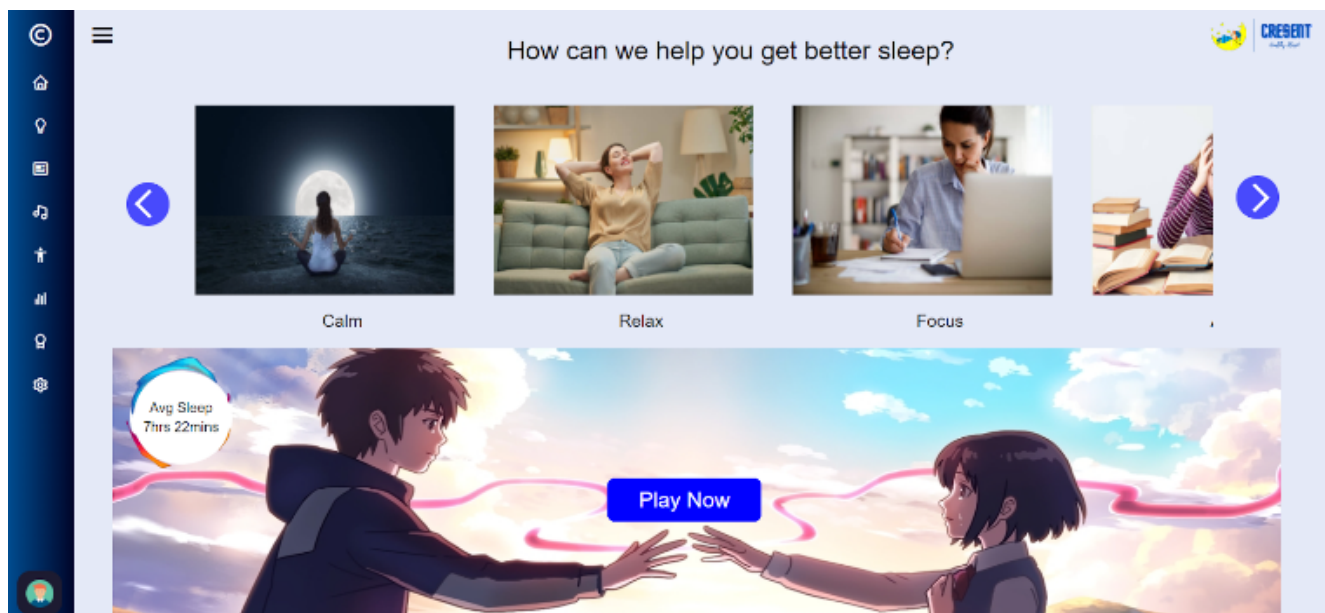 How can we help you get better sleep?
CRESENT
Calm
Relax
Focus
Avg Sleep
7hrs 22mins
Play Now